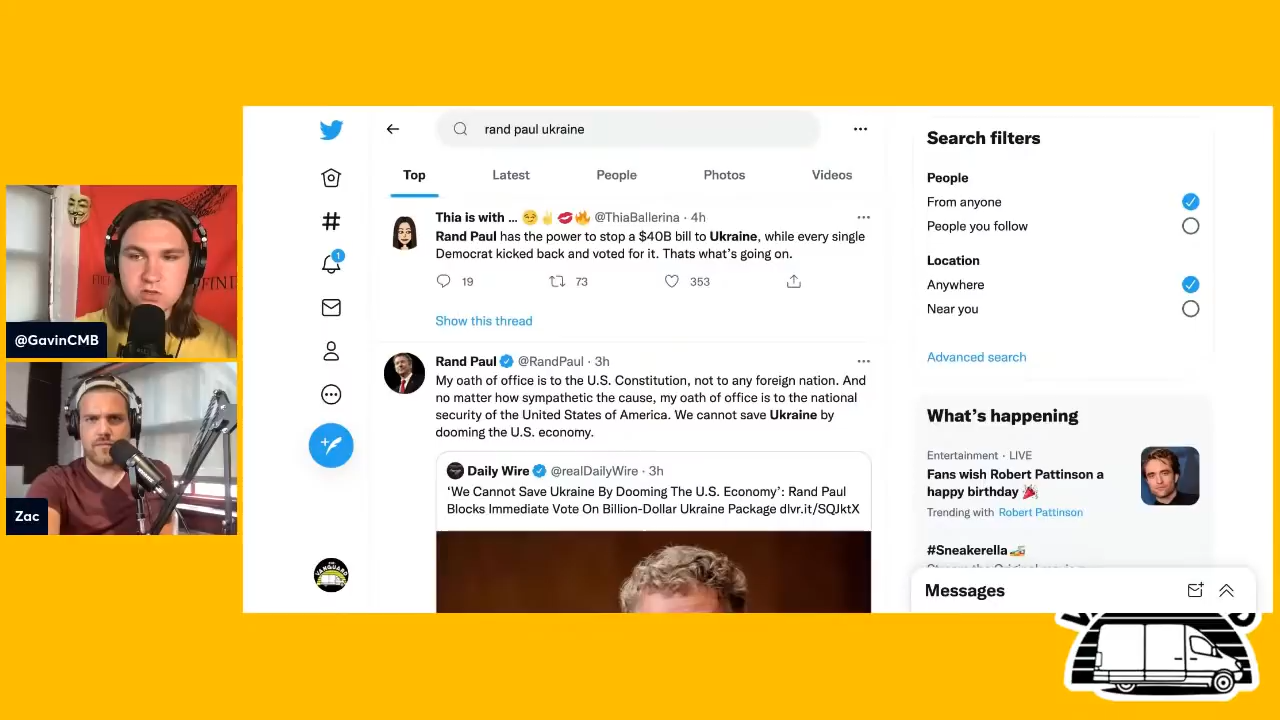 rand paul ukraine
Top
Latest
People
Photos
Videos
Thia is with ... 😏✌️💋🔥 @ThiaBallerina · 4h
Rand Paul has the power to stop a $40B bill to Ukraine, while every single
Democrat kicked back and voted for it. Thats what's going on.
19
73
353
Show this thread
Rand Paul @RandPaul · 3h
My oath of office is to the U.S. Constitution, not to any foreign nation. And
no matter how sympathetic the cause, my oath of office is to the national
security of the United States of America. We cannot save Ukraine by
dooming the U.S. economy.
Daily Wire @realDailyWire · 3h
'We Cannot Save Ukraine By Dooming The U.S. Economy': Rand Paul
Blocks Immediate Vote On Billion-Dollar Ukraine Package dlvr.it/SQJktX
1
Search filters
People
From anyone
People you follow
Location
Anywhere
Near you
Advanced search
What's happening
Entertainment · LIVE
Fans wish Robert Pattinson a
happy birthday 🎉
Trending with Robert Pattinson
#Sneakerella
Messages
@GavinCMB
Zac
VANGUARD